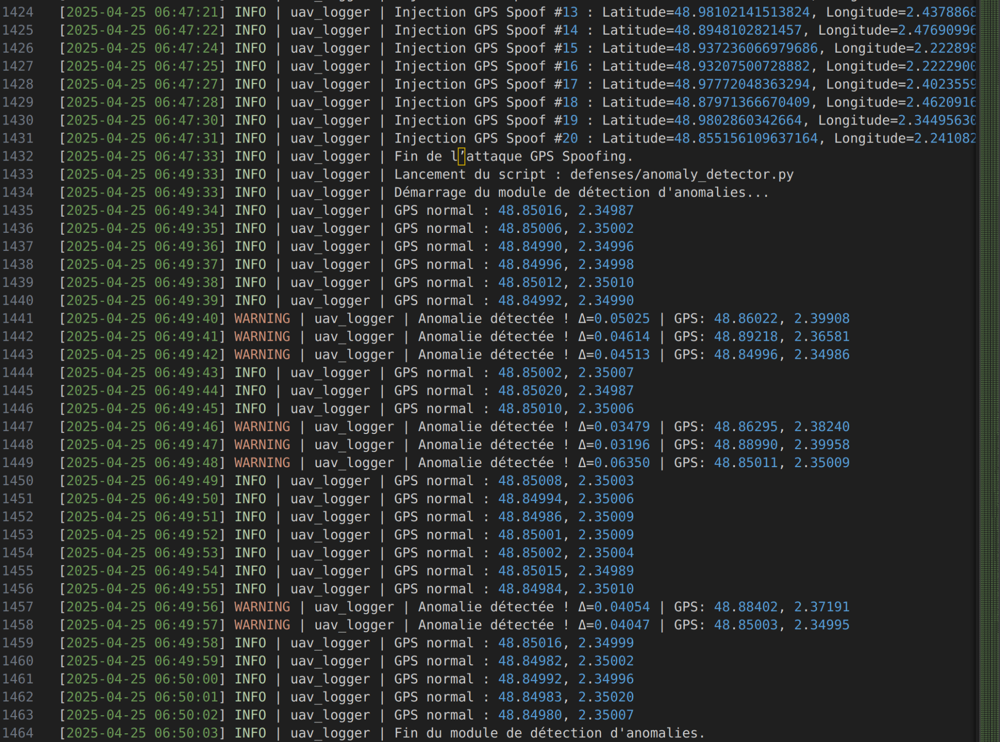 1424 [2025-04-25 06:47:21] INFO | uav_logger | Injection GPS Spoof #13 : Latitude=48.98102141513824, Longitude=2.4378868
1425 [2025-04-25 06:47:22] INFO | uav_logger | Injection GPS Spoof #14 : Latitude=48.8948102821457, Longitude=2.47690996
1426 [2025-04-25 06:47:24] INFO | uav_logger | Injection GPS Spoof #15 : Latitude=48.937236066979686, Longitude=2.222898
1427 [2025-04-25 06:47:25] INFO | uav_logger | Injection GPS Spoof #16 : Latitude=48.93207500728882, Longitude=2.2222900
1428 [2025-04-25 06:47:27] INFO | uav_logger | Injection GPS Spoof #17 : Latitude=48.97772048363294, Longitude=2.4023559
1429 [2025-04-25 06:47:28] INFO | uav_logger | Injection GPS Spoof #18 : Latitude=48.87971366670409, Longitude=2.4620916
1430 [2025-04-25 06:47:30] INFO | uav_logger | Injection GPS Spoof #19 : Latitude=48.9802860342664, Longitude=2.34495630
1431 [2025-04-25 06:47:31] INFO | uav_logger | Injection GPS Spoof #20 : Latitude=48.855156109637164, Longitude=2.241082
1432 [2025-04-25 06:47:33] INFO | uav_logger | Fin de l’attaque GPS Spoofing.
1433 [2025-04-25 06:49:33] INFO | uav_logger | Lancement du script : defenses/anomaly_detector.py
1434 [2025-04-25 06:49:33] INFO | uav_logger | Démarrage du module de détection d'anomalies...
1435 [2025-04-25 06:49:34] INFO | uav_logger | GPS normal : 48.85016, 2.34987
1436 [2025-04-25 06:49:35] INFO | uav_logger | GPS normal : 48.85006, 2.35002
1437 [2025-04-25 06:49:36] INFO | uav_logger | GPS normal : 48.84990, 2.34996
1438 [2025-04-25 06:49:37] INFO | uav_logger | GPS normal : 48.84996, 2.34998
1439 [2025-04-25 06:49:38] INFO | uav_logger | GPS normal : 48.85012, 2.35010
1440 [2025-04-25 06:49:39] INFO | uav_logger | GPS normal : 48.84992, 2.34990
1441 [2025-04-25 06:49:40] WARNING | uav_logger | Anomalie détectée ! Δ=0.05025 | GPS: 48.86022, 2.39908
1442 [2025-04-25 06:49:41] WARNING | uav_logger | Anomalie détectée ! Δ=0.04614 | GPS: 48.89218, 2.36581
1443 [2025-04-25 06:49:42] WARNING | uav_logger | Anomalie détectée ! Δ=0.04513 | GPS: 48.84996, 2.34986
1444 [2025-04-25 06:49:43] INFO | uav_logger | GPS normal : 48.85002, 2.35007
1445 [2025-04-25 06:49:44] INFO | uav_logger | GPS normal : 48.85020, 2.34987
1446 [2025-04-25 06:49:45] INFO | uav_logger | GPS normal : 48.85010, 2.35006
1447 [2025-04-25 06:49:46] WARNING | uav_logger | Anomalie détectée ! Δ=0.03479 | GPS: 48.86295, 2.38240
1448 [2025-04-25 06:49:47] WARNING | uav_logger | Anomalie détectée ! Δ=0.03196 | GPS: 48.88990, 2.39958
1449 [2025-04-25 06:49:48] WARNING | uav_logger | Anomalie détectée ! Δ=0.06350 | GPS: 48.85011, 2.35009
1450 [2025-04-25 06:49:49] INFO | uav_logger | GPS normal : 48.85008, 2.35003
1451 [2025-04-25 06:49:50] INFO | uav_logger | GPS normal : 48.84994, 2.35006
1452 [2025-04-25 06:49:51] INFO | uav_logger | GPS normal : 48.84986, 2.35009
1453 [2025-04-25 06:49:52] INFO | uav_logger | GPS normal : 48.85001, 2.35009
1454 [2025-04-25 06:49:53] INFO | uav_logger | GPS normal : 48.85002, 2.35004
1455 [2025-04-25 06:49:54] INFO | uav_logger | GPS normal : 48.85015, 2.34989
1456 [2025-04-25 06:49:55] INFO | uav_logger | GPS normal : 48.84984, 2.35010
1457 [2025-04-25 06:49:56] WARNING | uav_logger | Anomalie détectée ! Δ=0.04054 | GPS: 48.88402, 2.37191
1458 [2025-04-25 06:49:57] WARNING | uav_logger | Anomalie détectée ! Δ=0.04047 | GPS: 48.85003, 2.34995
1459 [2025-04-25 06:49:58] INFO | uav_logger | GPS normal : 48.85016, 2.34999
1460 [2025-04-25 06:49:59] INFO | uav_logger | GPS normal : 48.84982, 2.35002
1461 [2025-04-25 06:50:00] INFO | uav_logger | GPS normal : 48.84992, 2.34996
1462 [2025-04-25 06:50:01] INFO | uav_logger | GPS normal : 48.84983, 2.35020
1463 [2025-04-25 06:50:02] INFO | uav_logger | GPS normal : 48.84980, 2.35007
1464 [2025-04-25 06:50:03] INFO | uav_logger | Fin du module de détection d'anomalies.